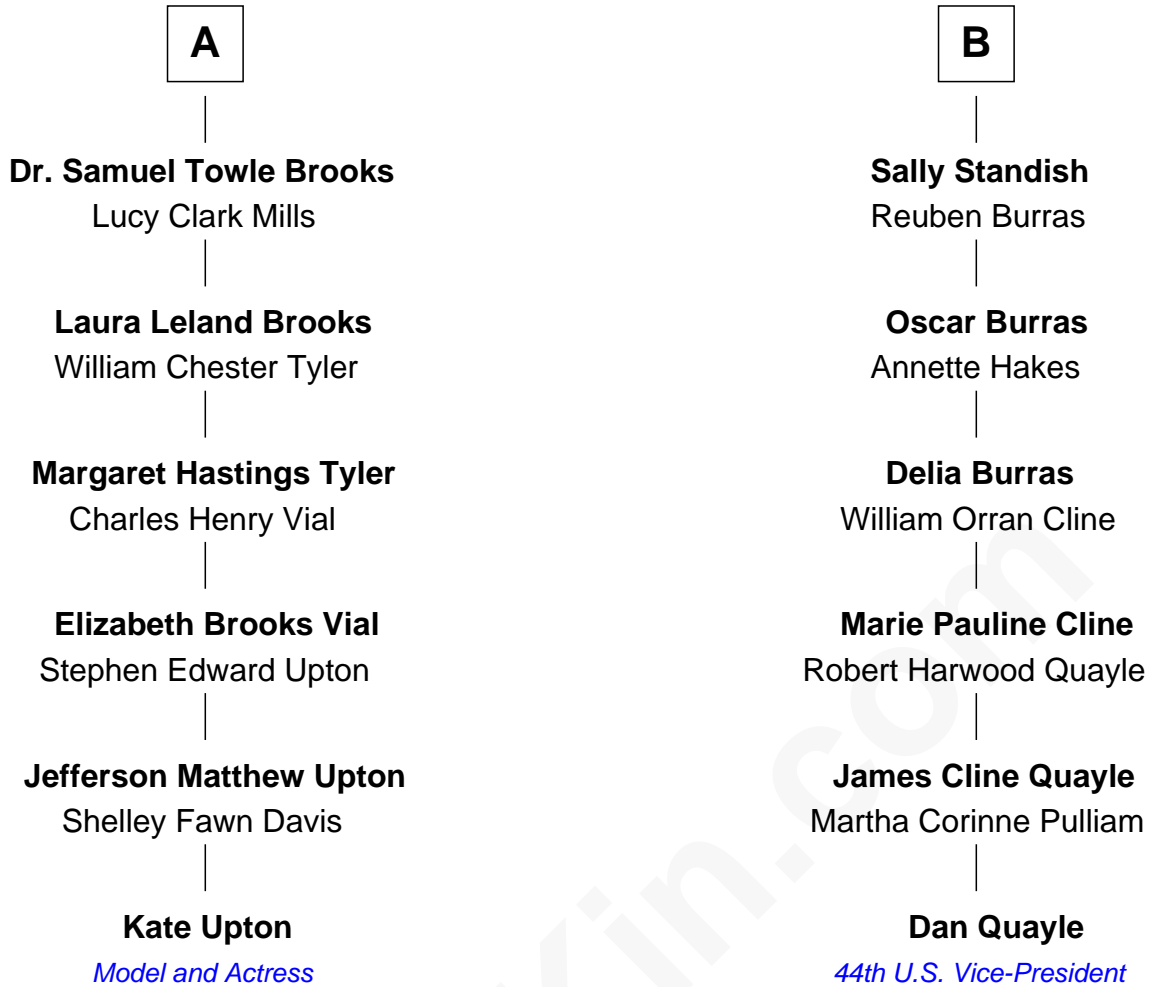 A
Dr. Samuel Towle Brooks
Lucy Clark Mills
Laura Leland Brooks
William Chester Tyler
Margaret Hastings Tyler
Charles Henry Vial
Elizabeth Brooks Vial
Stephen Edward Upton
Jefferson Matthew Upton
Shelley Fawn Davis
Kate Upton
Model and Actress
B
Sally Standish
Reuben Burras
Oscar Burras
Annette Hakes
Delia Burras
William Orran Cline
Marie Pauline Cline
Robert Harwood Quayle
James Cline Quayle
Martha Corinne Pulliam
Dan Quayle
44th U.S. Vice-President
Kin.com